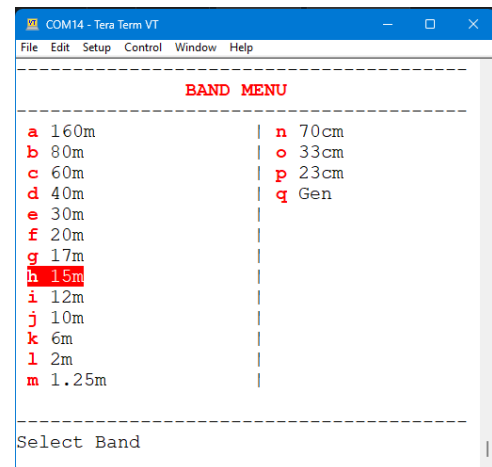 COM14 - Tera Term VT
File Edit Setup Control Window Help
---------------------------------------
BAND MENU
---------------------------------------
a 160m | n 70cm
b 80m | o 33cm
c 60m | p 23cm
d 40m | q Gen
e 30m |
f 20m |
g 17m |
h 15m |
i 12m |
j 10m |
k 6m |
l 2m |
m 1.25m |
---------------------------------------
Select Band